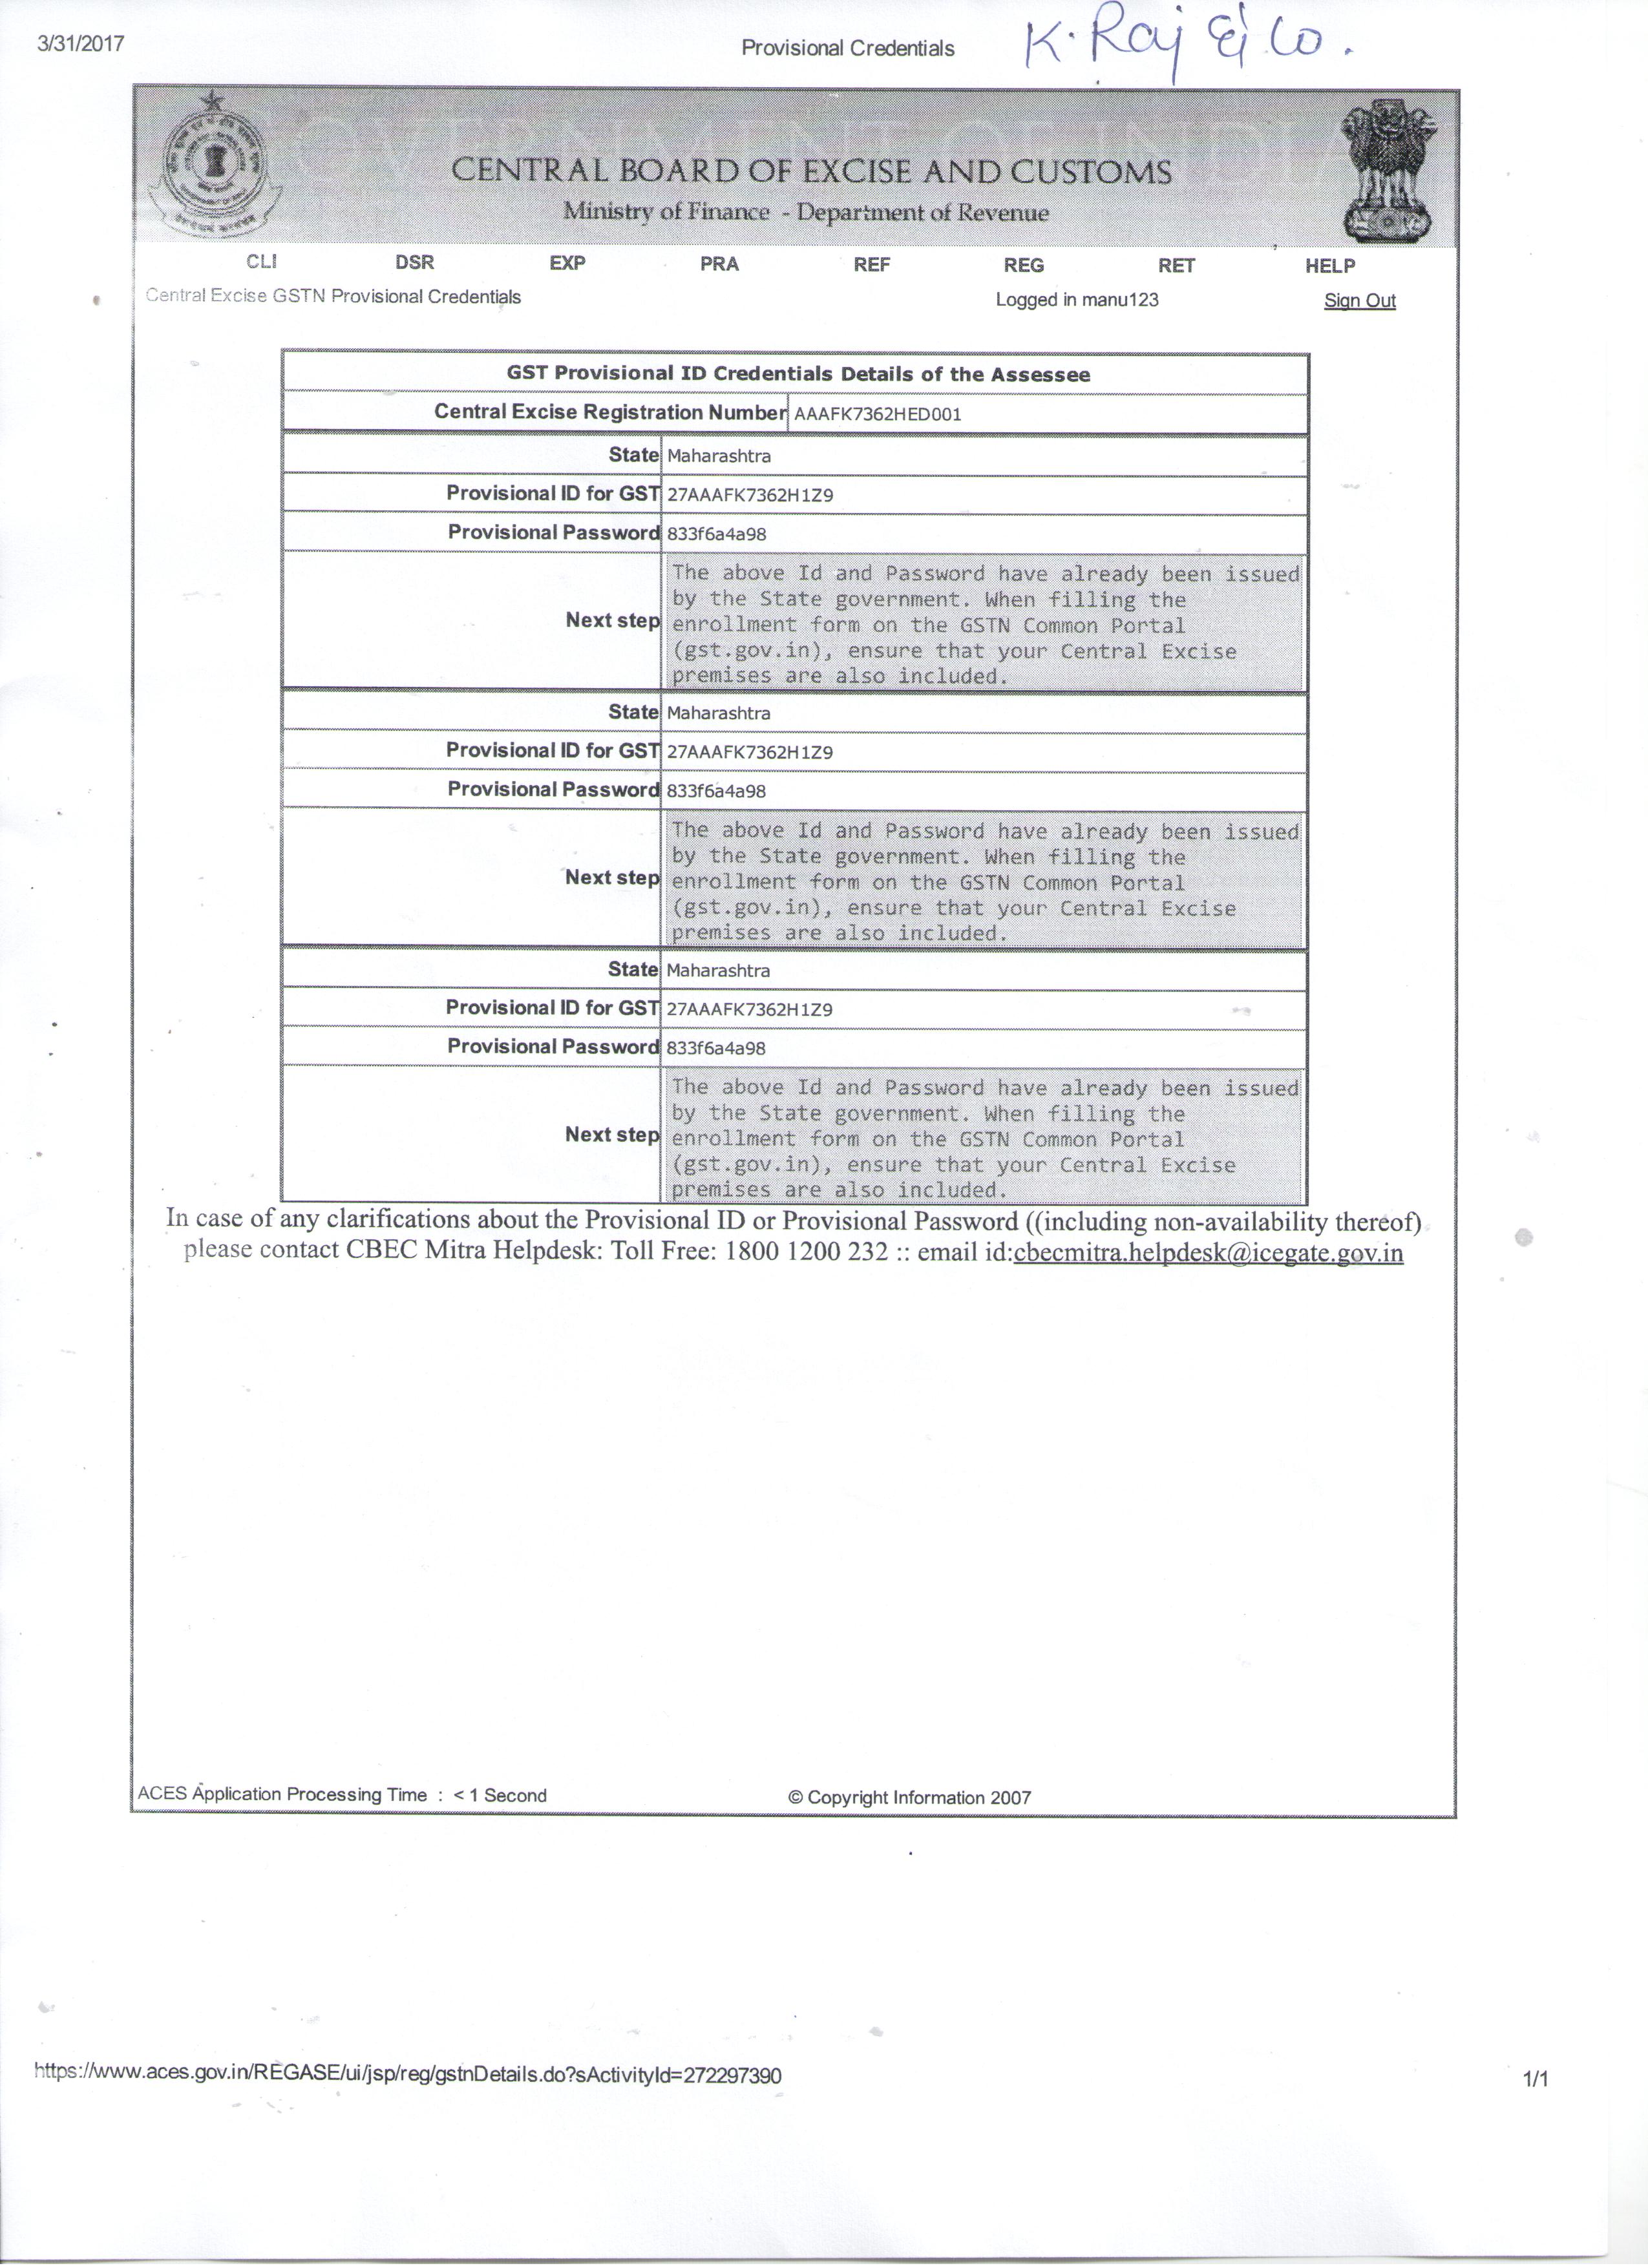 3/31/2017 Provisional Credentials K. Raj & Co.
GOVERNMENT OF INDIA
CENTRAL BOARD OF EXCISE AND CUSTOMS
Ministry of Finance - Department of Revenue
CLI DSR EXP PRA REF REG RET HELP
Central Excise GSTN Provisional Credentials Logged in manu123 Sign Out
GST Provisional ID Credentials Details of the Assessee
Central Excise Registration Number AAAFK7362HED001
State Maharashtra
Provisional ID for GST 27AAAFK7362H1Z9
Provisional Password 833f6a4a98
The above Id and Password have already been issued
by the State government. When filling the
Next step enrollment form on the GSTN Common Portal
(gst.gov.in), ensure that your Central Excise
premises are also included.
State Maharashtra
Provisional ID for GST 27AAAFK7362H1Z9
Provisional Password 833f6a4a98
The above Id and Password have already been issued
by the State government. When filling the
Next step enrollment form on the GSTN Common Portal
(gst.gov.in), ensure that your Central Excise
premises are also included.
State Maharashtra
Provisional ID for GST 27AAAFK7362H1Z9
Provisional Password 833f6a4a98
The above Id and Password have already been issued
by the State government. When filling the
Next step enrollment form on the GSTN Common Portal
(gst.gov.in), ensure that your Central Excise
premises are also included.
In case of any clarifications about the Provisional ID or Provisional Password ((including non-availability thereof)
please contact CBEC Mitra Helpdesk: Toll Free: 1800 1200 232 :: email id:cbecmitra.helpdesk@icegate.gov.in
ACES Application Processing Time : < 1 Second © Copyright Information 2007
https://www.aces.gov.in/REGASE/ui/jsp/reg/gstnDetails.do?sActivityId=272297390 1/1